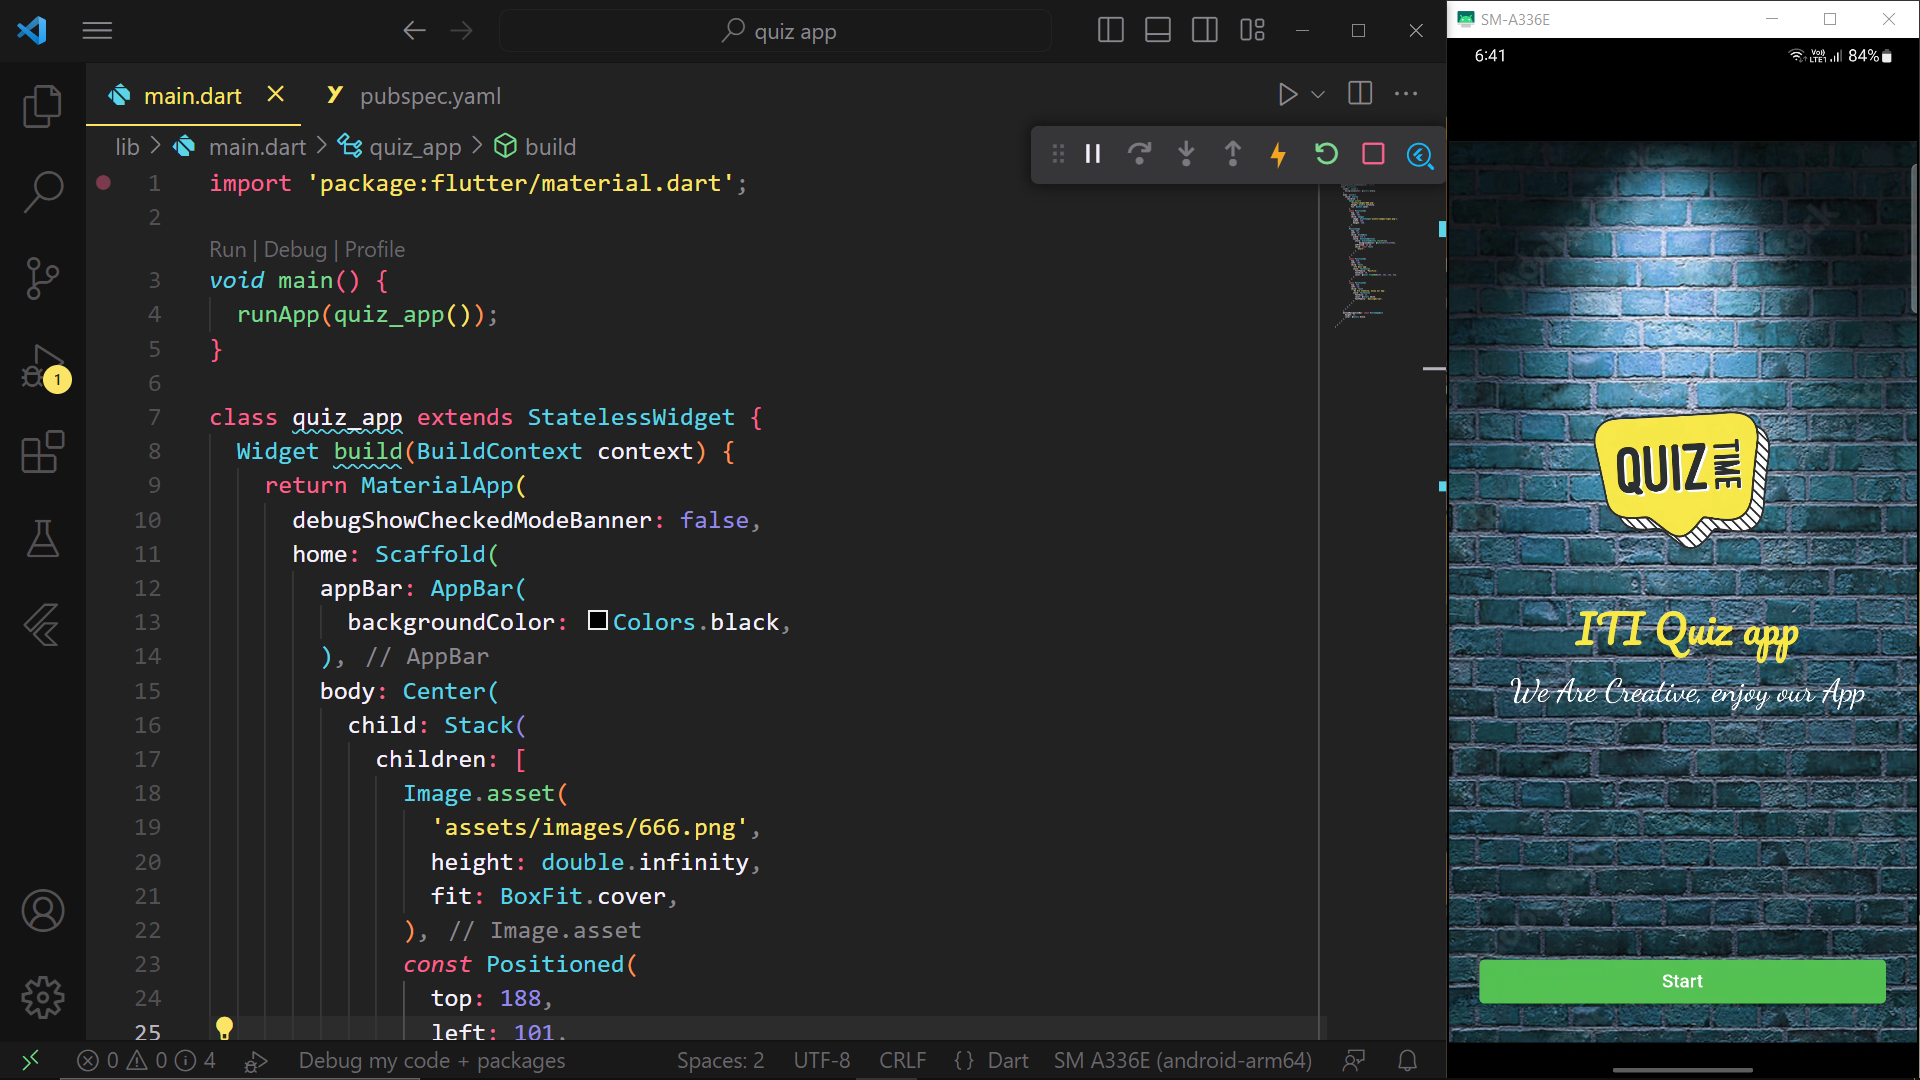 quiz app
main.dart
pubspec.yaml
lib > main.dart > quiz_app > build
1 import 'package:flutter/material.dart';
2
Run | Debug | Profile
3 void main() {
4 runApp(quiz_app());
5 }
6
7 class quiz_app extends StatelessWidget {
8 Widget build(BuildContext context) {
9 return MaterialApp(
10 debugShowCheckedModeBanner: false,
11 home: Scaffold(
12 appBar: AppBar(
13 backgroundColor: Colors.black,
14 ), // AppBar
15 body: Center(
16 child: Stack(
17 children: [
18 Image.asset(
19 'assets/images/666.png',
20 height: double.infinity,
21 fit: BoxFit.cover,
22 ), // Image.asset
23 const Positioned(
24 top: 188,
25 left: 101,
1
0 0 4 Debug my code + packages Spaces: 2 UTF-8 CRLF {} Dart SM A336E (android-arm64)
SM-A336E
6:41 Vo) LTE1 84%
QUIZ TIME
ITI Quiz app
We Are Creative, enjoy our App
Start